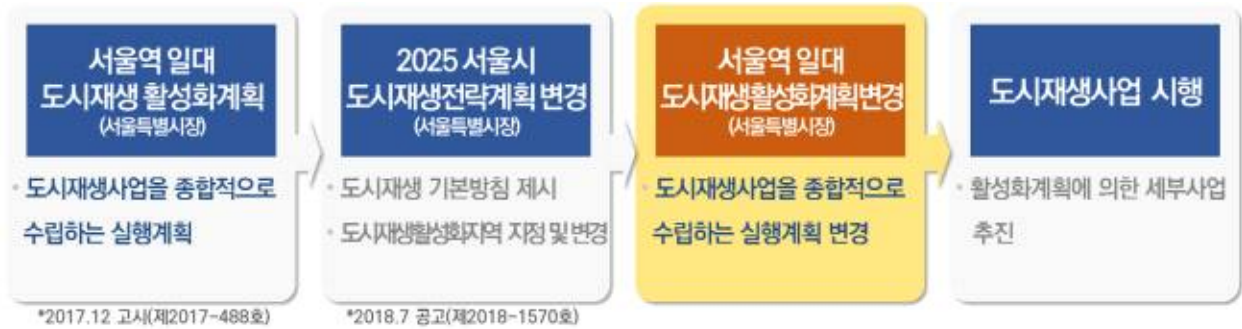 서울역 일대
도시재생 활성화계획
(서울특별시장)
• 도시재생사업을 종합적으로
수립하는 실행계획
*2017.12 고시(제2017-488호)
2025 서울시
도시재생전략계획 변경
(서울특별시장)
• 도시재생 기본방침 제시
• 도시재생활성화지역 지정 및 변경
*2018.7 공고(제2018-1570호)
서울역 일대
도시재생활성화계획변경
(서울특별시장)
• 도시재생사업을 종합적으로
수립하는 실행계획 변경
도시재생사업 시행
• 활성화계획에 의한 세부사업
추진